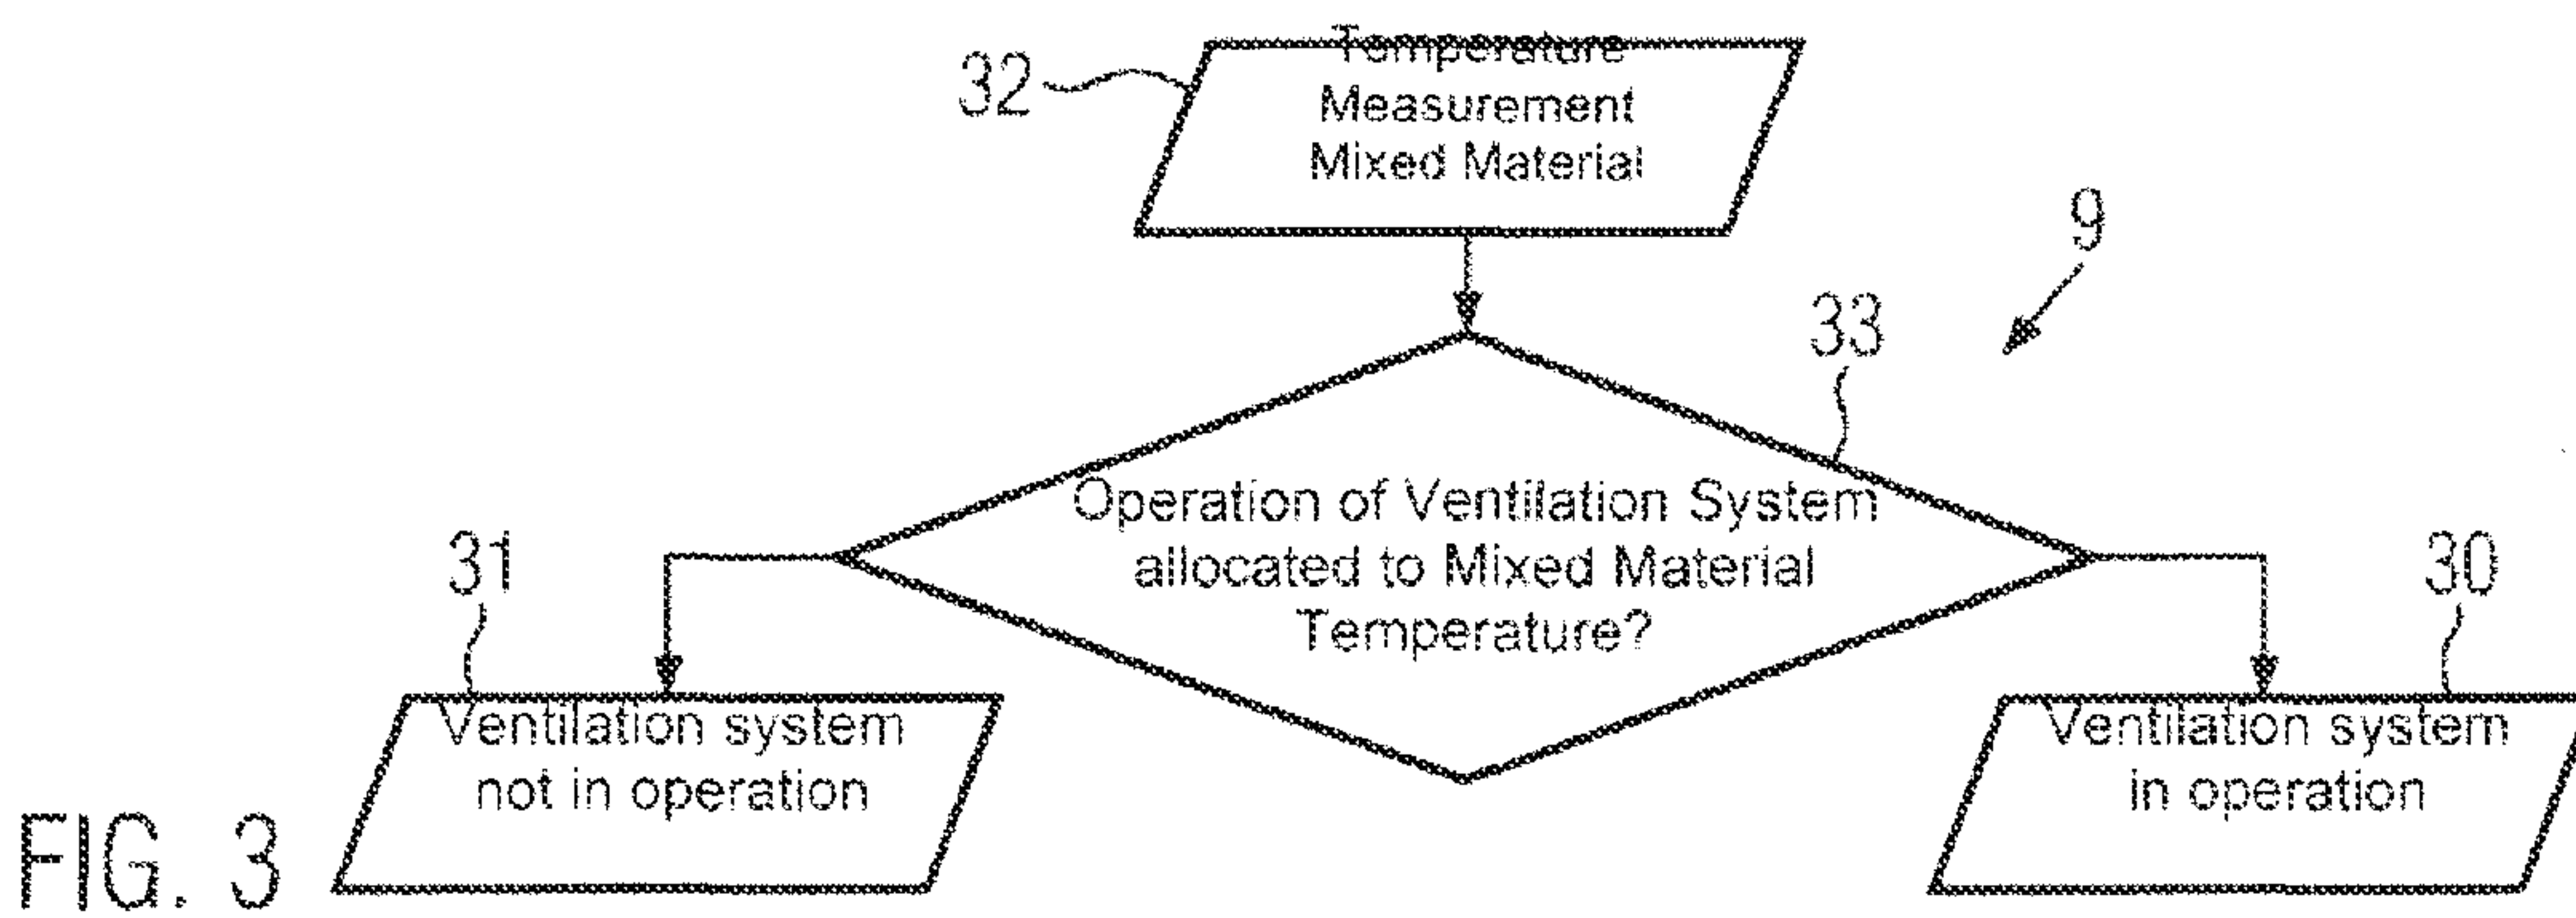 32
Temperature
Measurement
Mixed Material
9
33
Operation of Ventilation System
allocated to Mixed Material
Temperature?
31
30
Ventilation system
not in operation
Ventilation system
in operation
FIG. 3